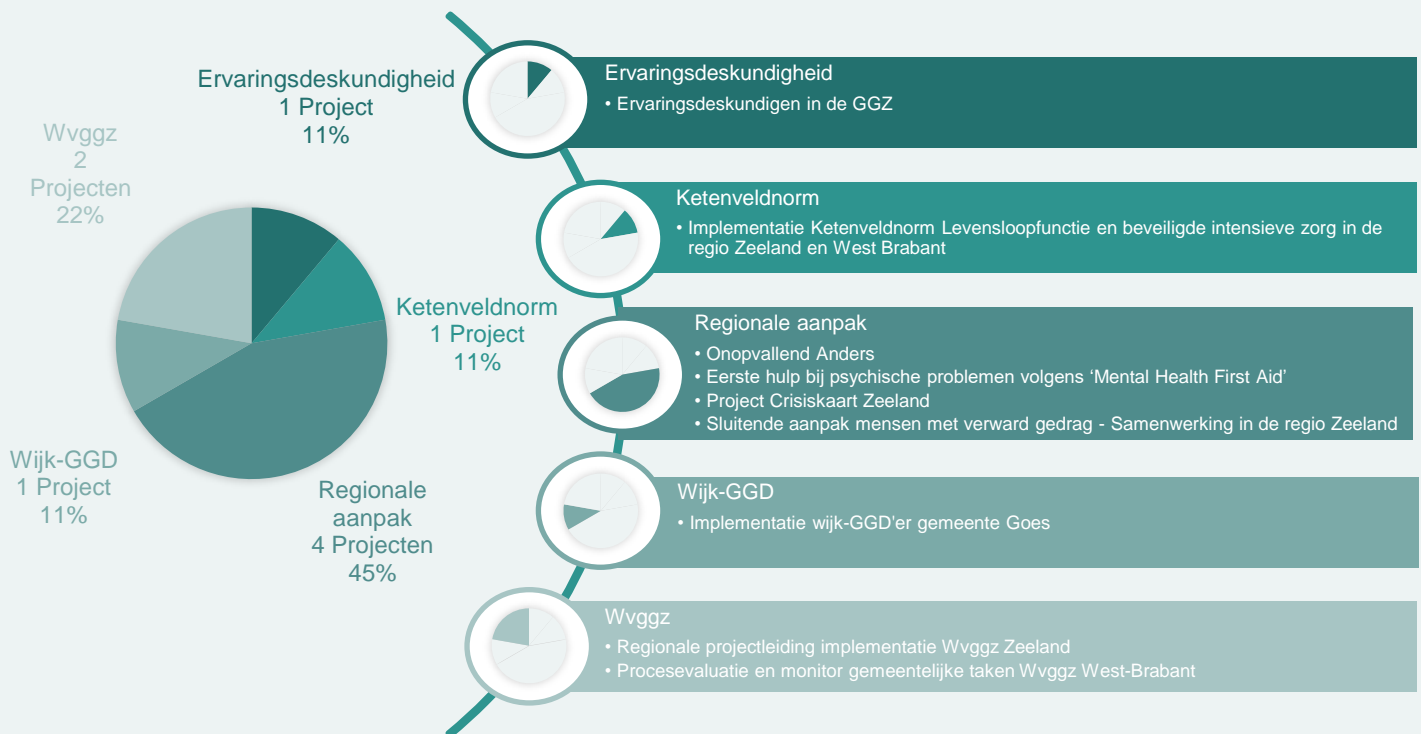 Ervaringsdeskundigheid
1 Project
11%
Wvggz
2
Projecten
22%
Ketenveldnorm
1 Project
11%
Wijk-GGD
1 Project
11%
Regionale
aanpak
4 Projecten
45%
Ervaringsdeskundigheid
• Ervaringsdeskundigen in de GGZ
Ketenveldnorm
• Implementatie Ketenveldnorm Levensloopfunctie en beveiligde intensieve zorg in de
regio Zeeland en West Brabant
Regionale aanpak
• Onopvallend Anders
• Eerste hulp bij psychische problemen volgens ‘Mental Health First Aid’
• Project Crisiskaart Zeeland
• Sluitende aanpak mensen met verward gedrag - Samenwerking in de regio Zeeland
Wijk-GGD
• Implementatie wijk-GGD’er gemeente Goes
Wvggz
• Regionale projectleiding implementatie Wvggz Zeeland
• Procesevaluatie en monitor gemeentelijke taken Wvggz West-Brabant